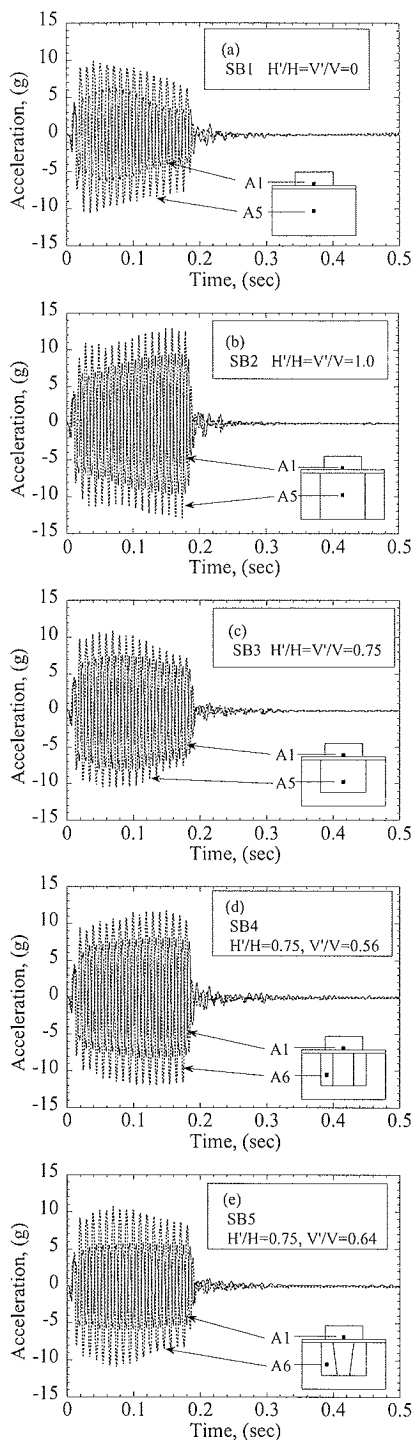 15
10
5
0
-5
-10
-15
Acceleration, (g)
(a)
SB1 H'/H=V'/V=0
A1
A5
0 0.1 0.2 0.3 0.4 0.5
Time, (sec)
15
10
5
0
-5
-10
-15
Acceleration, (g)
(b)
SB2 H'/H=V'/V=1.0
A1
A5
0 0.1 0.2 0.3 0.4 0.5
Time, (sec)
15
10
5
0
-5
-10
-15
Acceleration, (g)
(c)
SB3 H'/H=V'/V=0.75
A1
A5
0 0.1 0.2 0.3 0.4 0.5
Time, (sec)
15
10
5
0
-5
-10
-15
Acceleration, (g)
(d)
SB4
H'/H=0.75, V'/V=0.56
A1
A6
0 0.1 0.2 0.3 0.4 0.5
Time, (sec)
15
10
5
0
-5
-10
-15
Acceleration, (g)
(e)
SB5
H'/H=0.75, V'/V=0.64
A1
A6
0 0.1 0.2 0.3 0.4 0.5
Time, (sec)